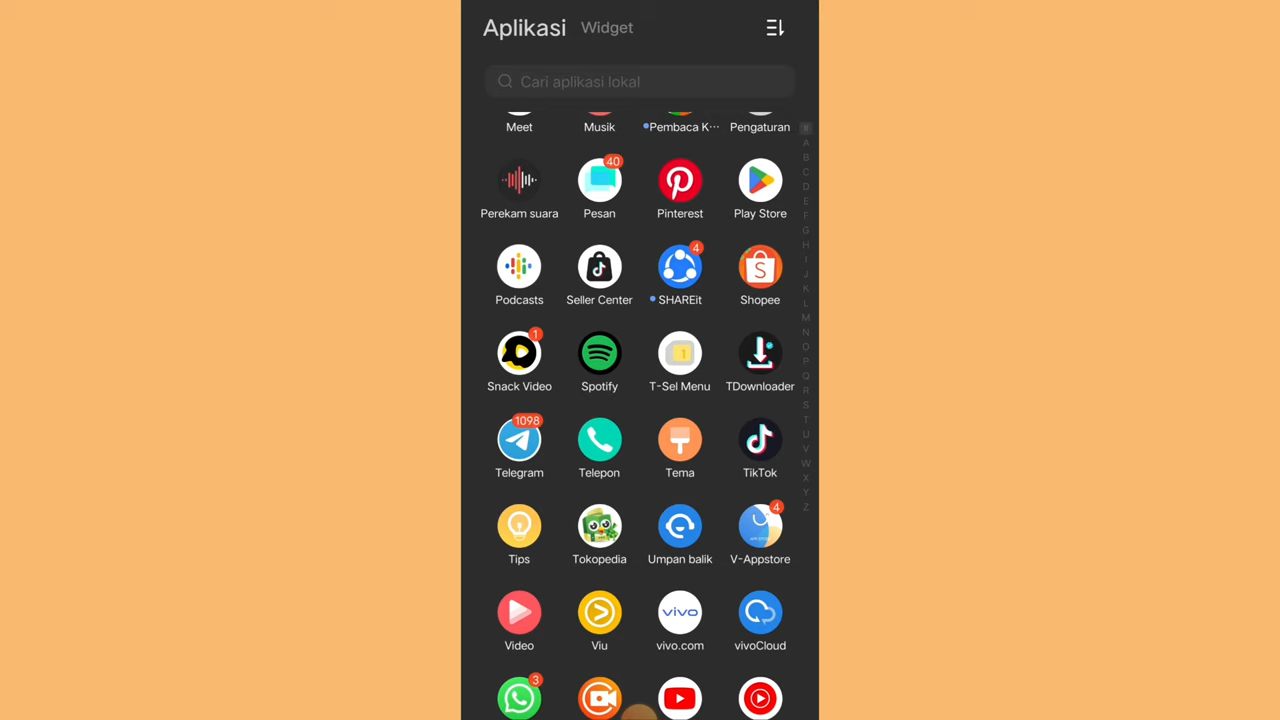 Aplikasi Widget
Cari aplikasi lokal
Meet Musik Pembaca K... Pengaturan
#
A
B
C
D
E
F
G
H
I
J
K
L
M
N
O
P
Q
R
S
T
U
V
W
X
Y
Z
40
Perekam suara Pesan Pinterest Play Store
4
S
Podcasts Seller Center SHAREit Shopee
1
1
Snack Video Spotify T-Sel Menu TDownloader
1098
Telegram Telepon Tema TikTok
4
Tips Tokopedia Umpan balik V-Appstore
vivo
Video Viu vivo.com vivoCloud
3